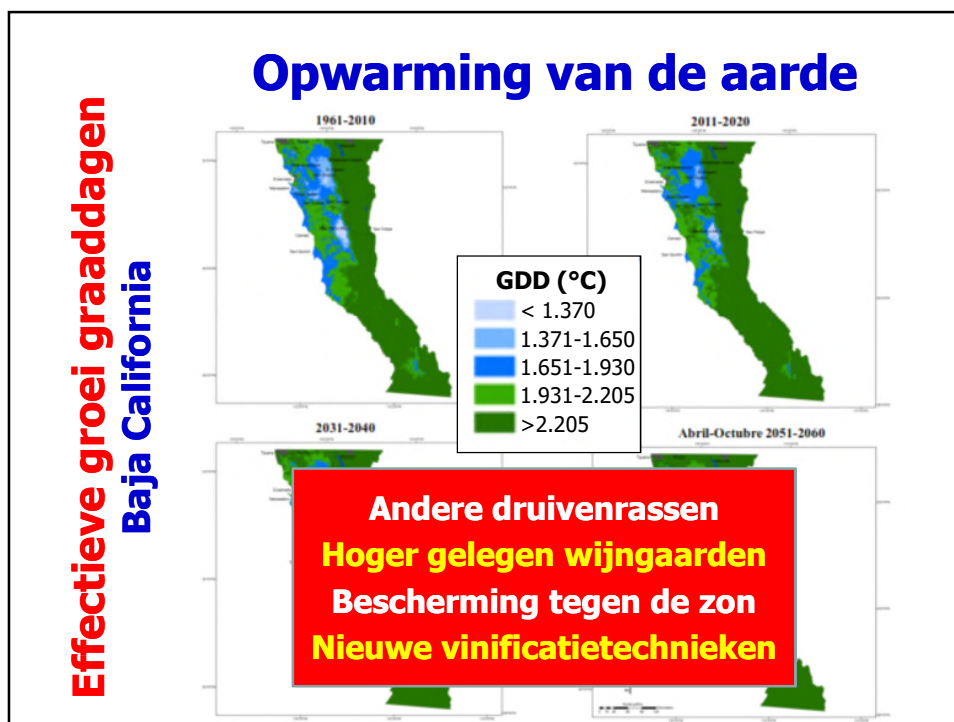 Opwarming van de aarde
Effectieve groei graaddagen
Baja California
1961-2010
2011-2020
GDD (°C)
< 1.370
1.371-1.650
1.651-1.930
1.931-2.205
>2.205
2031-2040
Abril-Octubre 2051-2060
Andere druivenrassen
Hoger gelegen wijngaarden
Bescherming tegen de zon
Nieuwe vinificatietechnieken